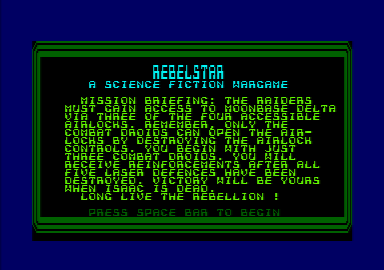 REBELSTAR
A SCIENCE FICTION WARGAME
MISSION BRIEFING: THE RAIDERS
MUST GAIN ACCESS TO MOONBASE DELTA
VIA THREE OF THE FOUR ACCESSIBLE
AIRLOCKS. REMEMBER, ONLY THE
COMBAT DROIDS CAN OPEN THE AIR-
LOCKS BY DESTROYING THE AIRLOCK
CONTROLS. YOU BEGIN WITH JUST
THREE COMBAT DROIDS. YOU WILL
RECEIVE REINFORCEMENTS AFTER ALL
FIVE LASER DEFENCES HAVE BEEN
DESTROYED. VICTORY WILL BE YOURS
WHEN ISAAC IS DEAD.
LONG LIVE THE REBELLION !
PRESS SPACE BAR TO BEGIN